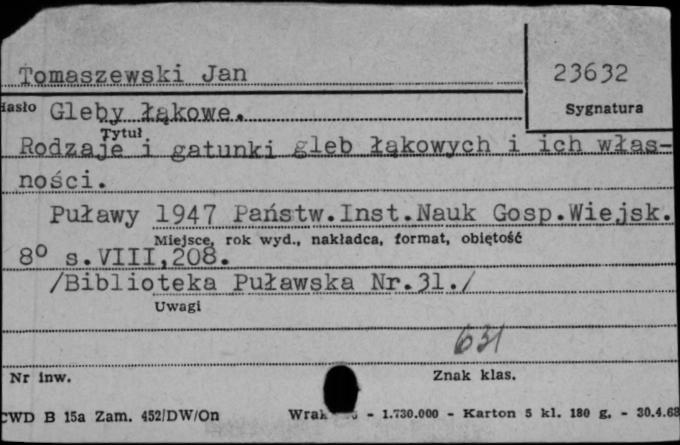 Tomaszewski Jan
23632
Hasło Gleby łąkowe.
Sygnatura
Tytuł
Rodzaje i gatunki gleb łąkowych i ich włas-
ności.
Puławy 1947 Państw.Inst.Nauk Gosp.Wiejsk.
Miejsce, rok wyd., nakładca, format, obiętość
8° s.VIII,208.
/Biblioteka Puławska Nr.31./
Uwagi
631
Nr inw.
Znak klas.
CWD B 15a Zam. 452/DW/On - 1.730.000 - Karton 5 kl. 180 g. - 30.4.68